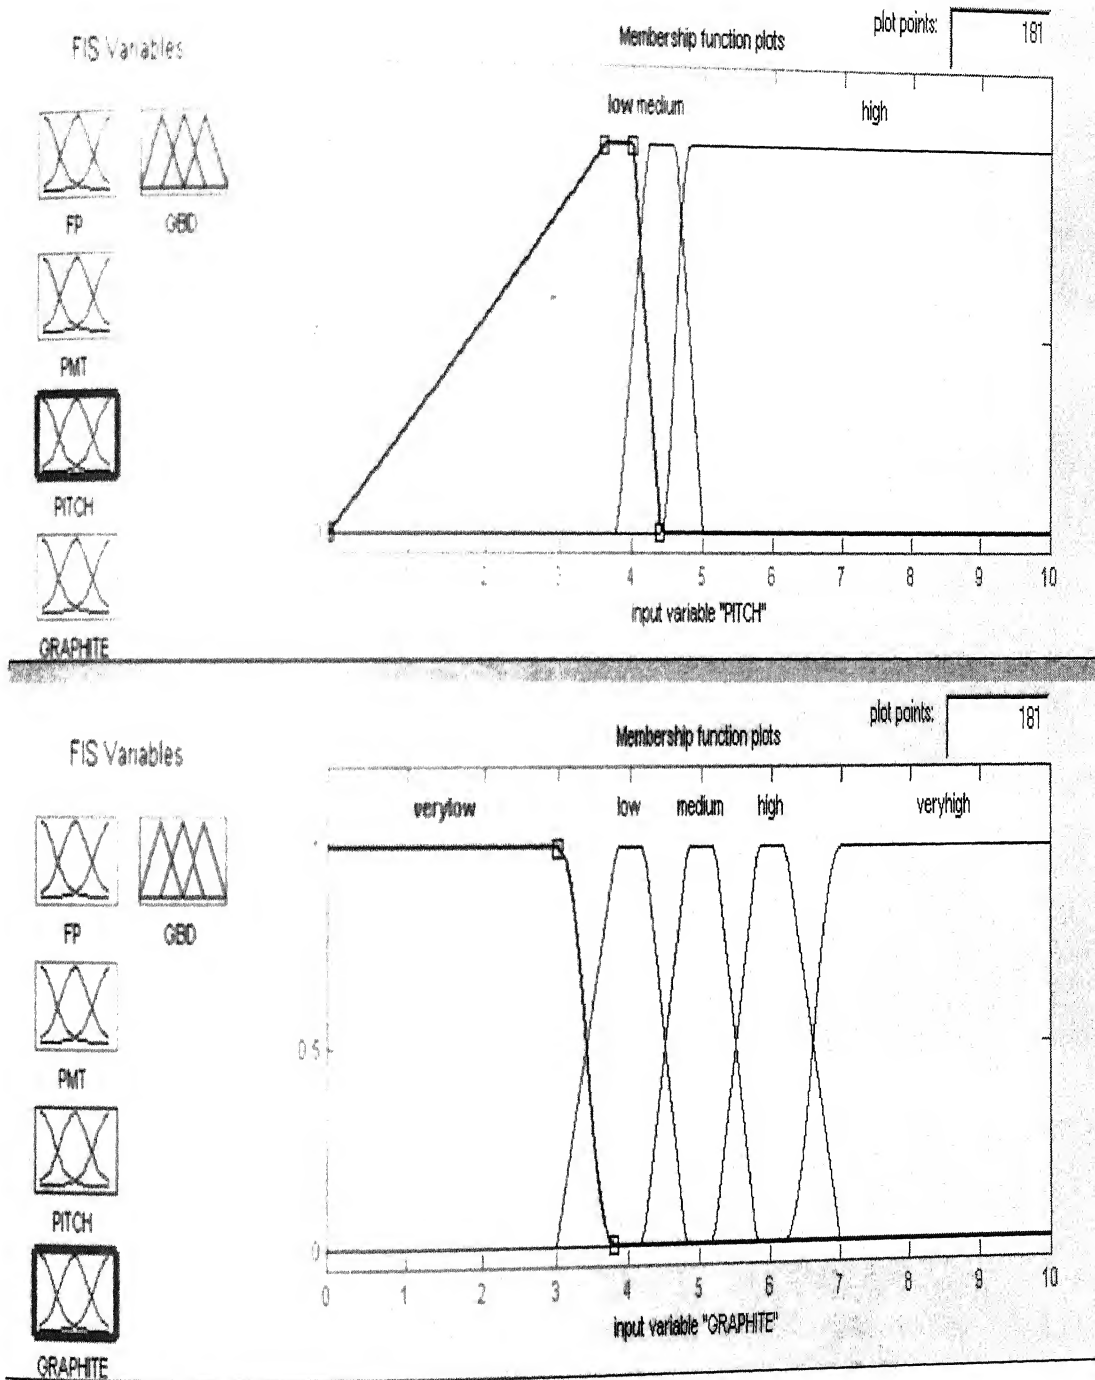 FIS Variables
Membership function plots
plot points:
181
low medium
high
FP
GBD
PMT
PITCH
GRAPHITE
2
3
4
5
6
7
8
9
10
input variable "PITCH"
FIS Variables
Membership function plots
plot points:
181
verylow
low
medium
high
veryhigh
FP
GBD
PMT
PITCH
GRAPHITE
0.5
0
0
1
2
3
4
5
6
7
8
9
10
input variable "GRAPHITE"